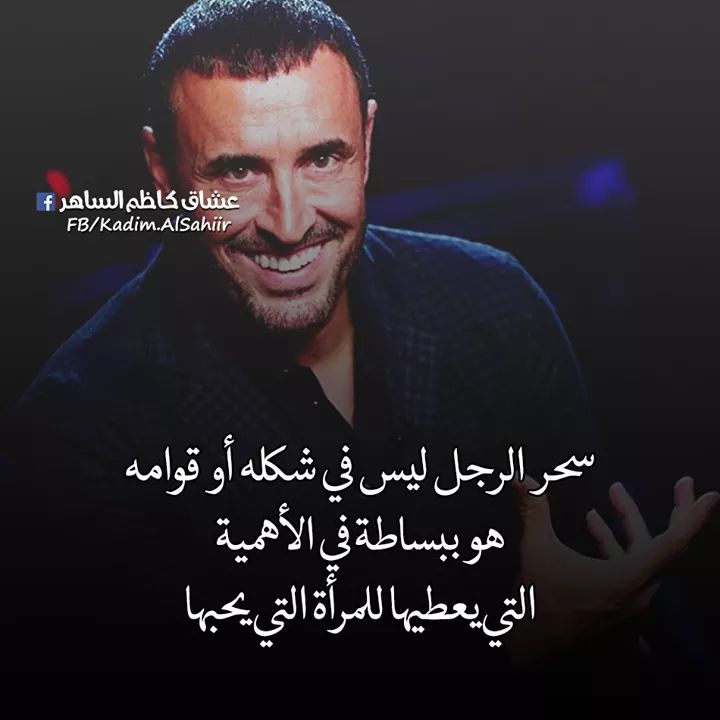 عشاق كاظم الساهر
FB/Kadim.AlSahiir
سحر الرجل ليس في شكله أو قوامه
هو ببساطة في الأهمية
التي يعطيها للمرأة التي يحبها